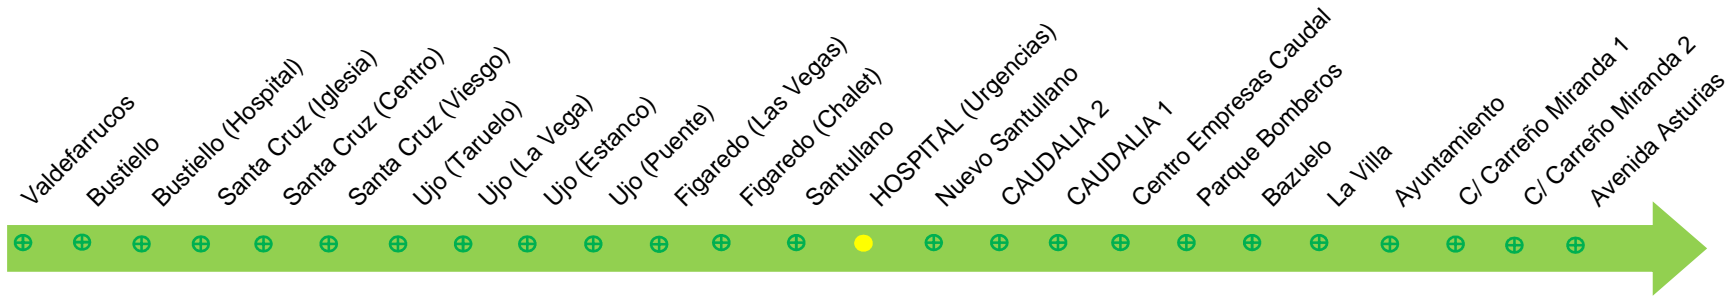 Valdefarrucos
Bustiello
Bustiello (Hospital)
Santa Cruz (Iglesia)
Santa Cruz (Centro)
Santa Cruz (Viesgo)
Ujo (Taruelo)
Ujo (La Vega)
Ujo (Estanco)
Ujo (Puente)
Figaredo (Las Vegas)
Figaredo (Chalet)
Santullano
HOSPITAL (Urgencias)
Nuevo Santullano
CAUDALIA 2
CAUDALIA 1
Centro Empresas Caudal
Parque Bomberos
Bazuelo
La Villa
Ayuntamiento
C/ Carreño Miranda 1
C/ Carreño Miranda 2
Avenida Asturias